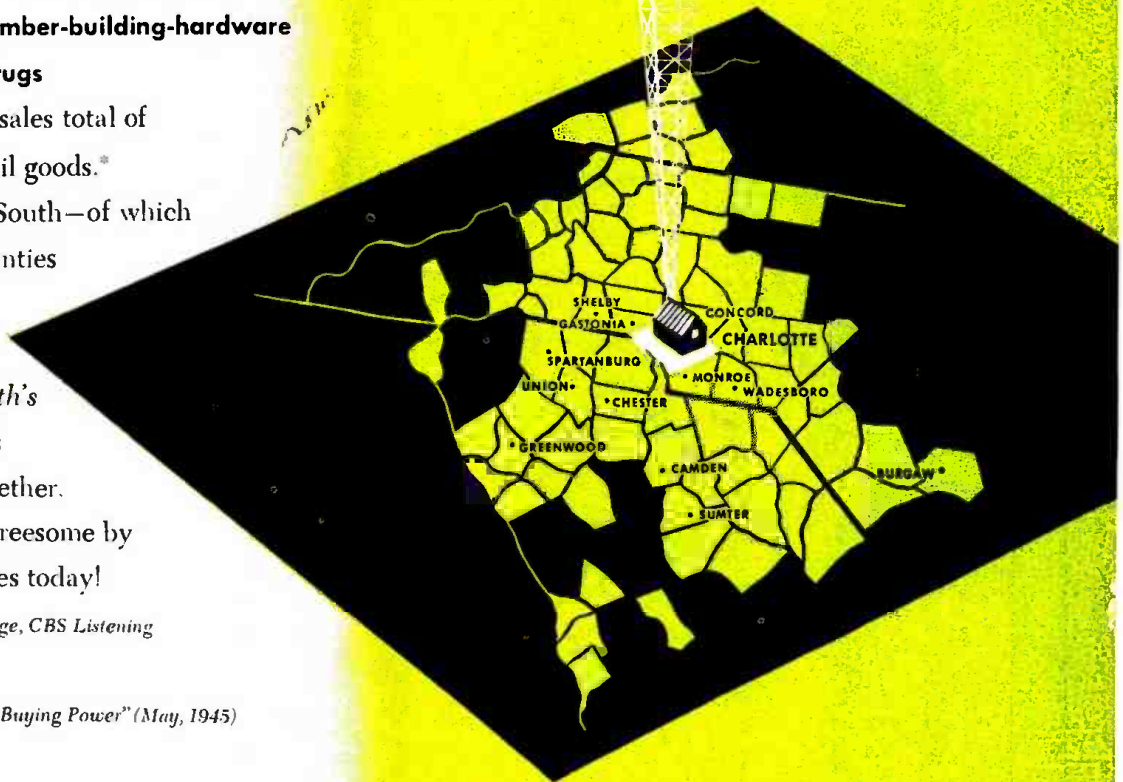 mber-building-hardware
rugs
sales total of
il goods.*
South—of which
nties
th's
s
ether.
reesome by
es today!
ge, CBS Listening
Buying Power" (May, 1945)
SHELBY
GASTONIA
CONCORD
CHARLOTTE
SPARTANBURG
MONROE
UNION
WADESBORO
CHESTER
GREENWOOD
CAMDEN
BURGAW
SUMTER